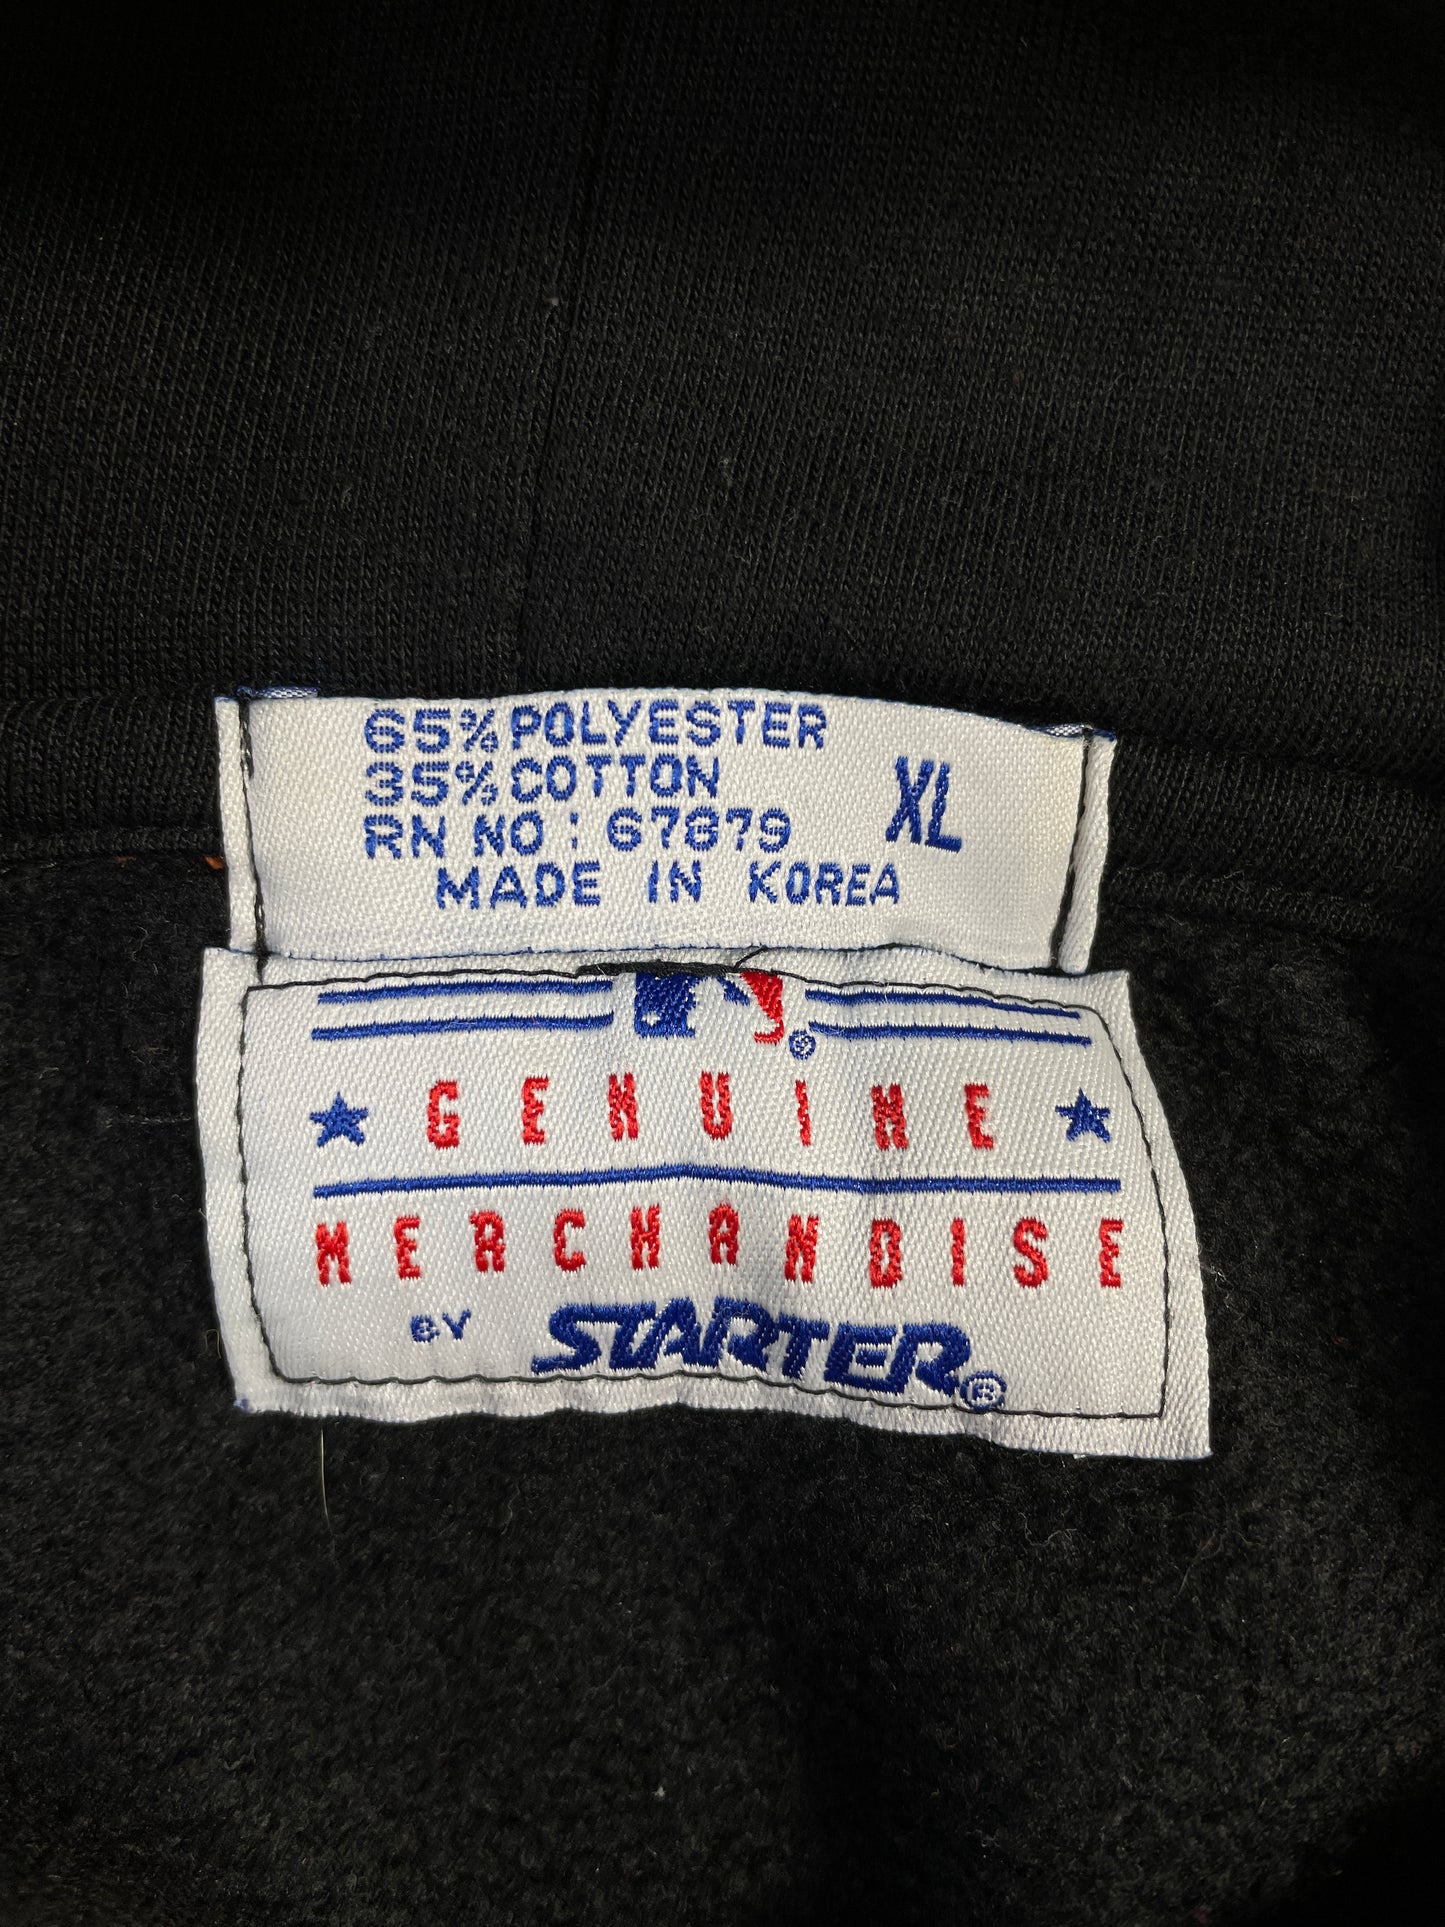 65% POLYESTER
35% COTTON
XL
RN NO : 67879
MADE IN KOREA
®
GENUINE
MERCHANDISE
BY STARTER®